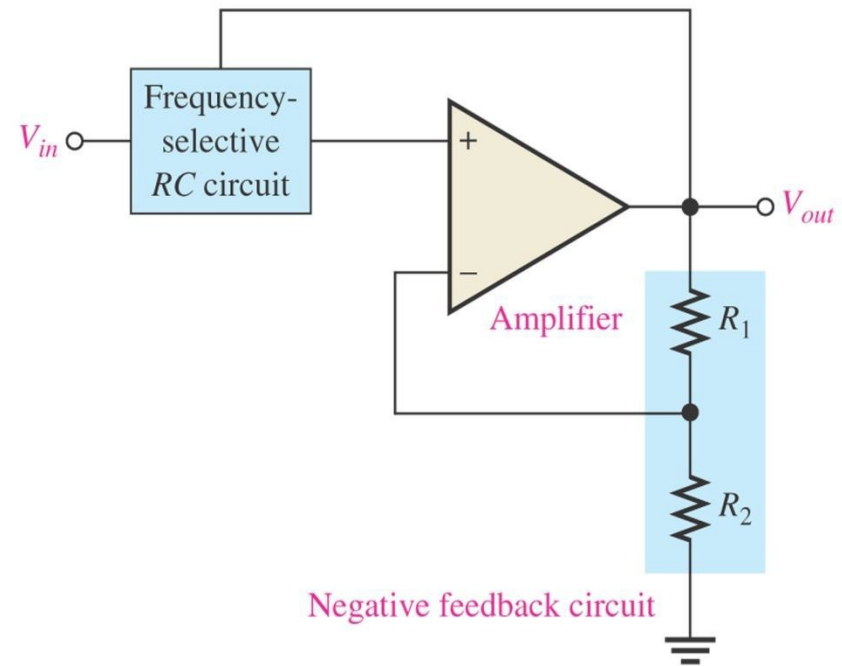 Frequency-
selective
RC circuit
V_in
+
−
V_out
Amplifier
R_1
R_2
Negative feedback circuit